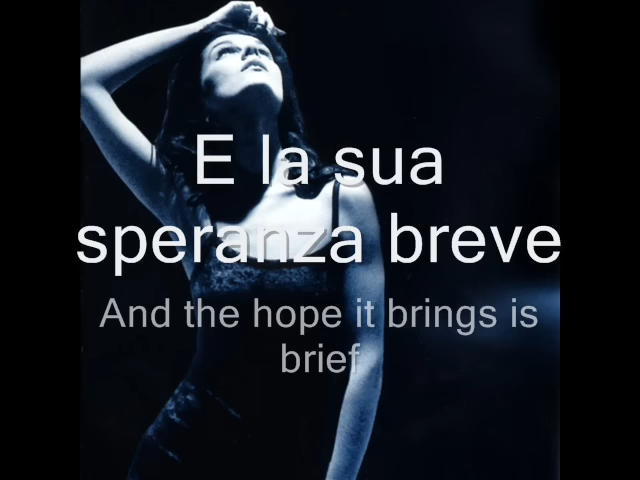 E la sua
speranza breve
And the hope it brings is
brief